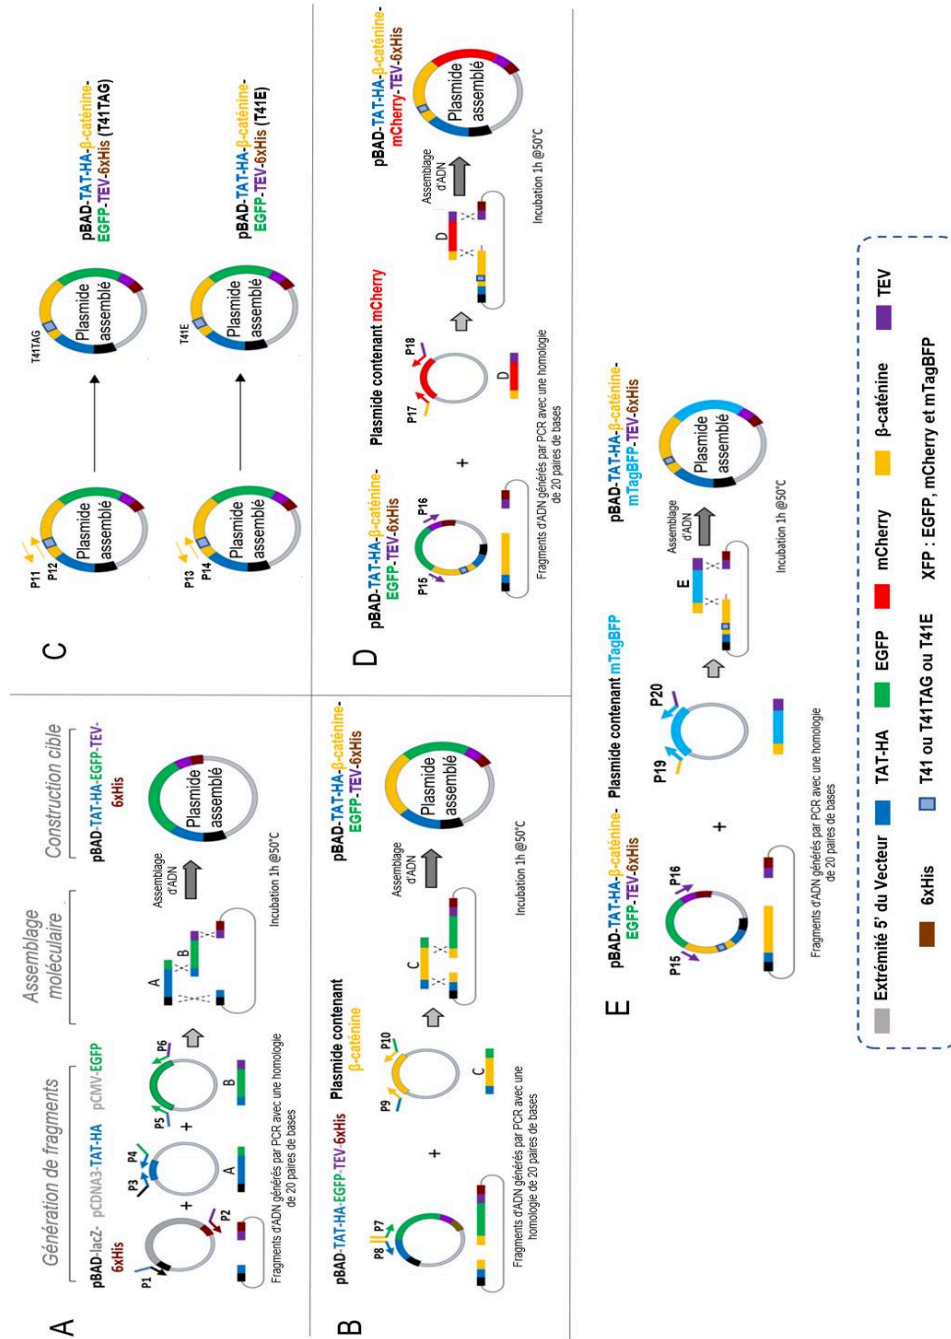 A
Génération de fragments
Assemblage
moléculaire
Construction cible
pBAD-lacZ-
6xHis
pCDNA3-TAT-HA
pCMV-EGFP
pBAD-TAT-HA-EGFP-TEV-
6xHis
P1
P2
P3
P4
P5
P6
+
+
A
B
A
B
Assemblage
d'ADN
Plasmide
assemblé
Fragments d'ADN générés par PCR avec une homologie
de 20 paires de bases
Incubation 1h @50°C
B
pBAD-TAT-HA-EGFP-TEV-6xHis
Plasmide contenant
β-caténine
pBAD-TAT-HA-β-caténine-
EGFP-TEV-6xHis
P8
P7
P9
P10
+
C
C
Assemblage
d'ADN
Plasmide
assemblé
Fragments d'ADN générés par PCR avec une
homologie de 20 paires de bases
Incubation 1h @50°C
C
P11
P12
Plasmide
assemblé
T41TAG
Plasmide
assemblé
pBAD-TAT-HA-β-caténine-
EGFP-TEV-6xHis (T41TAG)
P13
P14
Plasmide
assemblé
T41E
Plasmide
assemblé
pBAD-TAT-HA-β-caténine-
EGFP-TEV-6xHis (T41E)
D
pBAD-TAT-HA-β-caténine-
EGFP-TEV-6xHis
Plasmide contenant mCherry
pBAD-TAT-HA-β-caténine-
mCherry-TEV-6xHis
P15
P16
P17
P18
+
D
D
Assemblage
d'ADN
Plasmide
assemblé
Fragments d'ADN générés par PCR avec une homologie
de 20 paires de bases
Incubation 1h @50°C
E
pBAD-TAT-HA-β-caténine-
EGFP-TEV-6xHis
Plasmide contenant mTagBFP
pBAD-TAT-HA-β-caténine-
mTagBFP-TEV-6xHis
P15
P16
P19
P20
+
E
Assemblage
d'ADN
Plasmide
assemblé
Fragments d'ADN générés par PCR avec une homologie
de 20 paires de bases
Incubation 1h @50°C
Extrémité 5' du Vecteur
TAT-HA
EGFP
mCherry
β-caténine
TEV
6xHis
T41 ou T41TAG ou T41E
XFP : EGFP, mCherry et mTagBFP